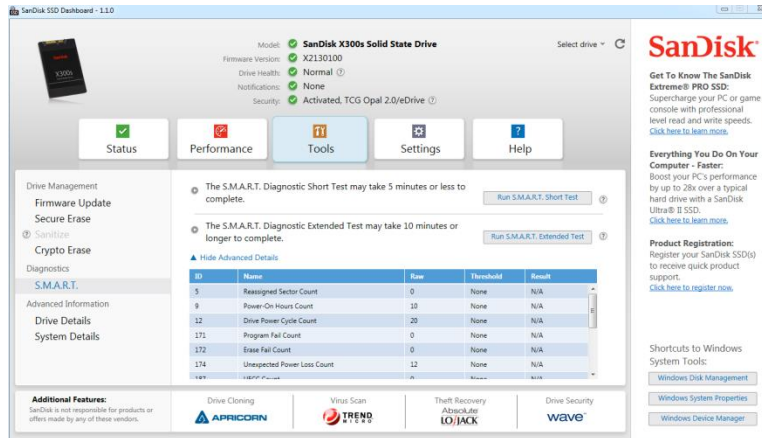 SanDisk SSD Dashboard - 1.1.0
Model: SanDisk X300s Solid State Drive
Firmware Version: X2130100
Drive Health: Normal
Notifications: None
Security: Activated, TCG Opal 2.0/eDrive
Select drive
X300s
Status
Performance
Tools
Settings
Help
Drive Management
Firmware Update
Secure Erase
Sanitize
Crypto Erase
Diagnostics
S.M.A.R.T.
Advanced Information
Drive Details
System Details
The S.M.A.R.T. Diagnostic Short Test may take 5 minutes or less to
complete.
Run S.M.A.R.T. Short Test
The S.M.A.R.T. Diagnostic Extended Test may take 10 minutes or
longer to complete.
Run S.M.A.R.T. Extended Test
Hide Advanced Details
ID Name Raw Threshold Result
5 Reassigned Sector Count 0 None N/A
9 Power-On Hours Count 10 None N/A
12 Drive Power Cycle Count 20 None N/A
171 Program Fail Count 0 None N/A
172 Erase Fail Count 0 None N/A
174 Unexpected Power Loss Count 12 None N/A
187 UECC Count 0 None N/A
Additional Features:
SanDisk is not responsible for products or
offers made by any of these vendors.
Drive Cloning
APRICORN
Virus Scan
TREND
MICRO
Theft Recovery
Absolute
LO/JACK
Drive Security
wave
SanDisk
Get To Know The SanDisk
Extreme® PRO SSD:
Supercharge your PC or game
console with professional
level read and write speeds.
Click here to learn more.
Everything You Do On Your
Computer - Faster:
Boost your PC's performance
by up to 28x over a typical
hard drive with a SanDisk
Ultra® II SSD.
Click here to learn more.
Product Registration:
Register your SanDisk SSD(s)
to receive quick product
support.
Click here to register now.
Shortcuts to Windows
System Tools:
Windows Disk Management
Windows System Properties
Windows Device Manager